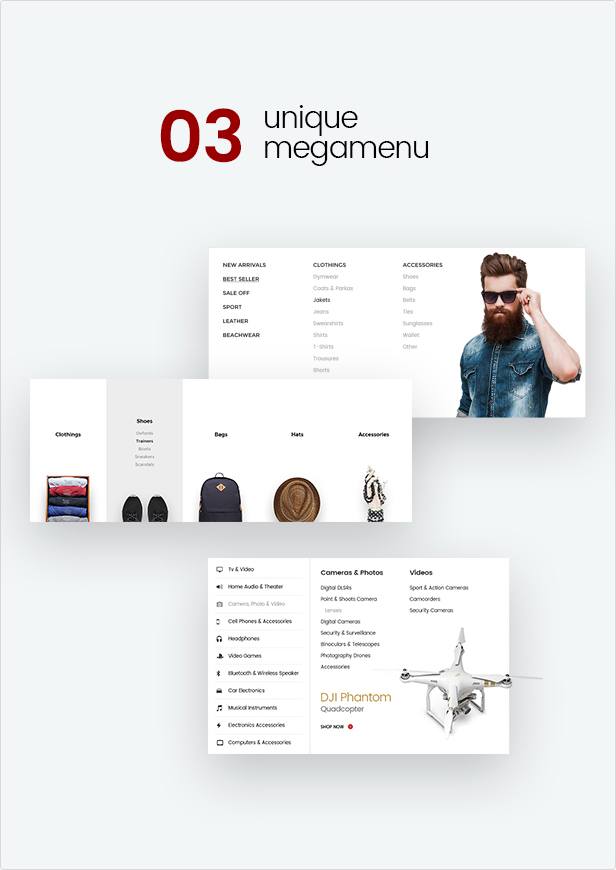 03 unique
megamenu
NEW ARRIVALS
BEST SELLER
SALE OFF
SPORT
LEATHER
BEACHWEAR
CLOTHINGS
Gymwear
Coats & Parkas
Jakets
Jeans
Swearshirts
Shirts
T-Shirts
Trousures
Shorts
ACCESSORIES
Shoes
Bags
Belts
Ties
Sunglasses
Wallet
Other
Clothings
Shoes
Oxfords
Trainers
Boots
Sneakers
Scandals
Bags
Hats
Accessories
Tv & Video
Home Audio & Theater
Camera, Photo & Video
Cell Phones & Accessories
Headphones
Video Games
Bluetooth & Wireless Speaker
Car Electronics
Musical Instruments
Electronics Accessories
Computers & Accessories
Cameras & Photos
Digital DLSRs
Point & Shoots Camera
Lenses
Digital Cameras
Security & Surveillance
Binoculars & Telescopes
Photography Drones
Accessories
Videos
Sport & Action Cameras
Camcorders
Security Cameras
DJI Phantom
Quadcopter
SHOP NOW